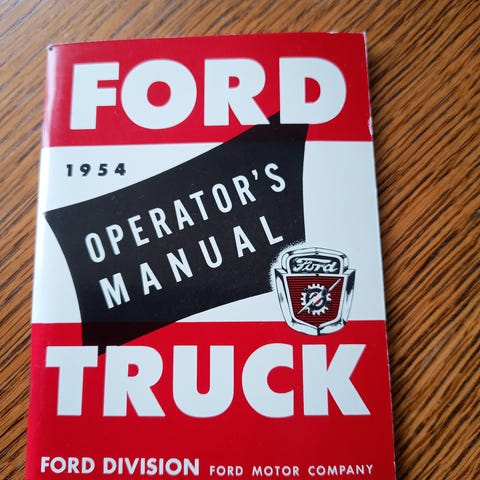 FORD
1954
OPERATOR'S
MANUAL
Ford
TRUCK
FORD DIVISION FORD MOTOR COMPANY